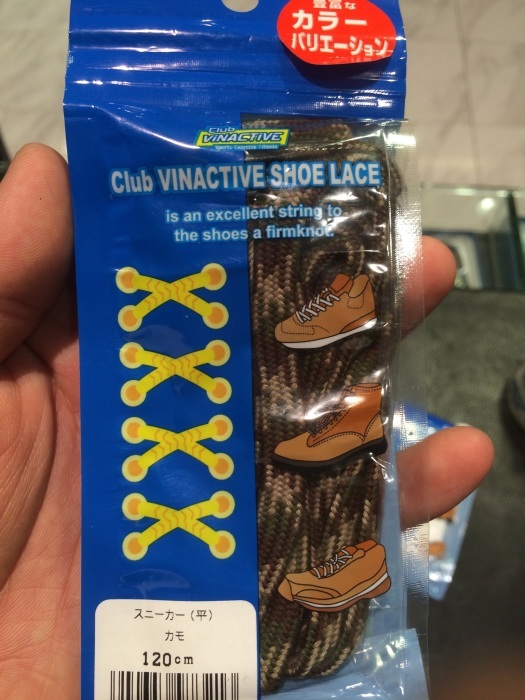 豊富な
カラー
バリエーション
Club
VINACTIVE
Club VINACTIVE SHOE LACE
is an excellent string to
the shoes a firmknot.
スニーカー(平)
カモ
120cm